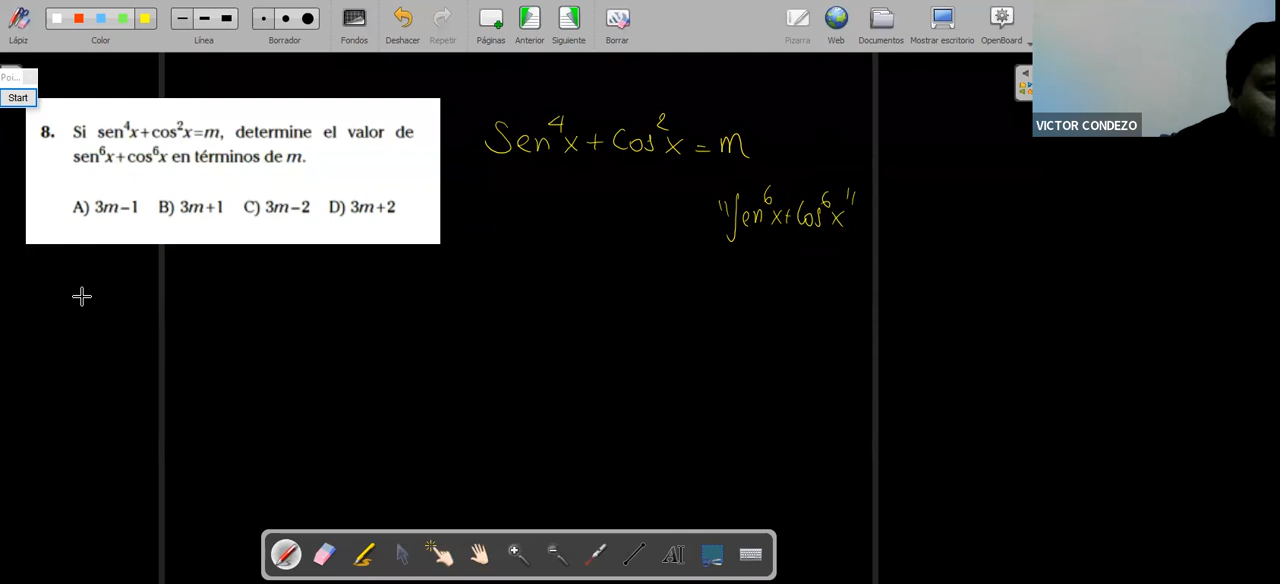 Lápiz
Color
Línea
Borrador
Fondos
Deshacer
Repetir
Páginas
Anterior
Siguiente
Borrar
Pizarra
Web
Documentos
Mostrar escritorio
OpenBoard
Poi...
Start
VICTOR CONDEZO
8. Si sen⁴x+cos²x=m, determine el valor de
sen⁶x+cos⁶x en términos de m.
A) 3m−1 B) 3m+1 C) 3m−2 D) 3m+2
Sen⁴x + Cos²x = m
"Sen⁶x + Cos⁶x"
AI